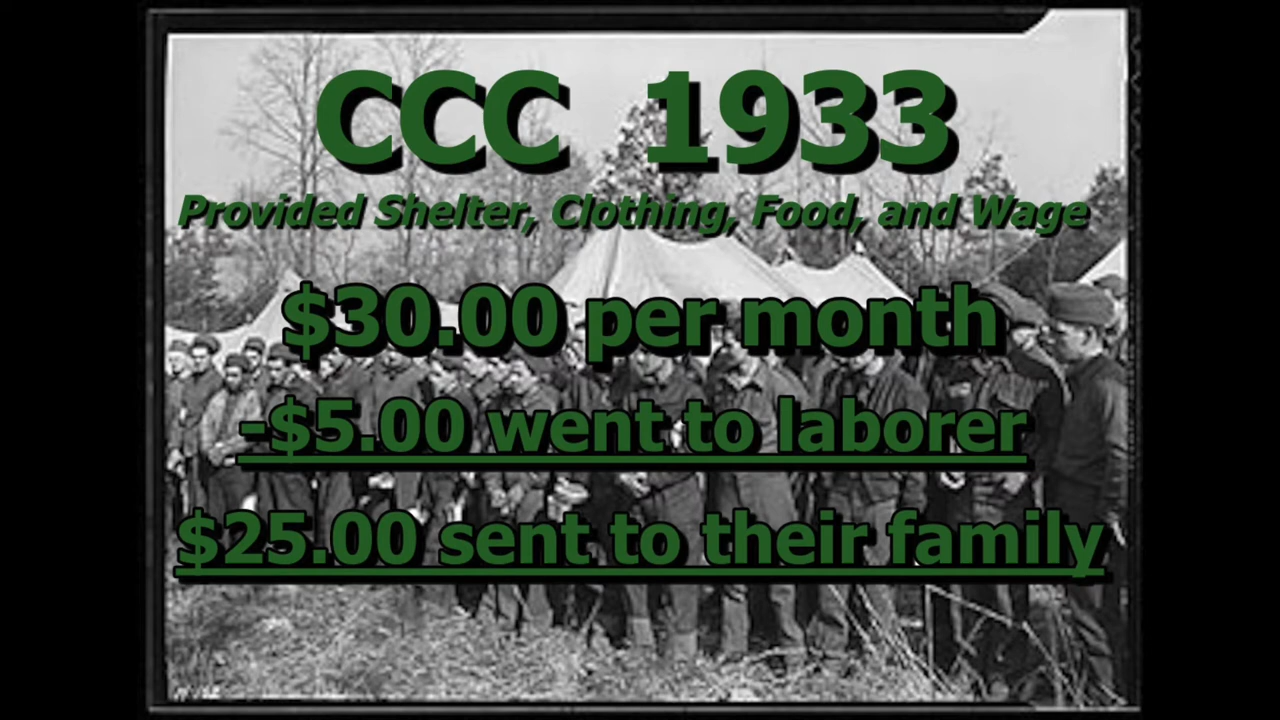 CCC 1933
Provided Shelter, Clothing, Food, and Wage
$30.00 per month
-$5.00 went to laborer
$25.00 sent to their family